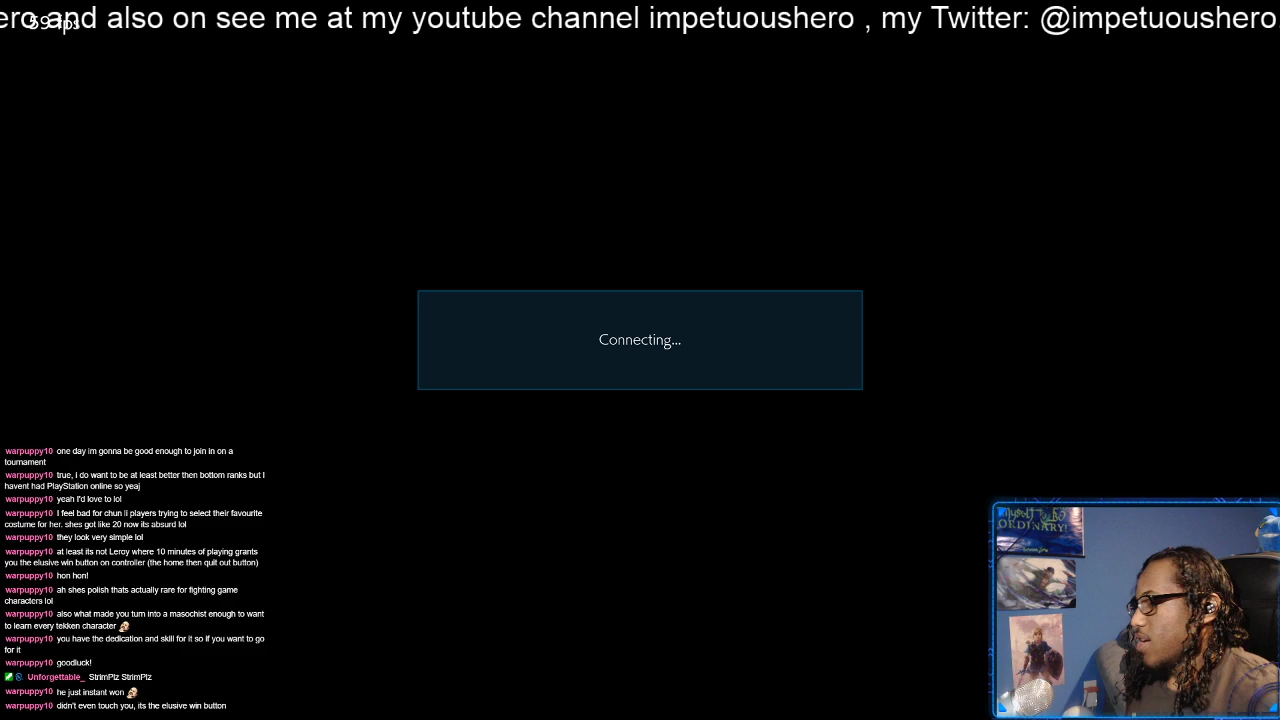 ero and also on see me at my youtube channel impetuoushero , my Twitter: @impetuoushero
59 fps
Connecting...
warpuppy10 one day im gonna be good enough to join in on a
tournament
warpuppy10 true, I do want to be at least better then bottom ranks but I
havent had PlayStation online so yeaj
warpuppy10 yeah I'd love to lol
warpuppy10 I feel bad for chun li players trying to select their favourite
costume for her. shes got like 20 now its absurd lol
warpuppy10 they look very simple lol
warpuppy10 at least its not Leroy where 10 minutes of playing grants
you the elusive win button on controller (the home then quit out button)
warpuppy10 hon hon!
warpuppy10 ah shes polish thats actually rare for fighting game
characters lol
warpuppy10 also what made you turn into a masochist enough to want
to learn every tekken character
warpuppy10 you have the dedication and skill for it so if you want to go
for it
warpuppy10 goodluck!
Unforgettable_ StrimPlz StrimPlz
warpuppy10 he just instant won
warpuppy10 didn't even touch you, its the elusive win button
ORDINARY!